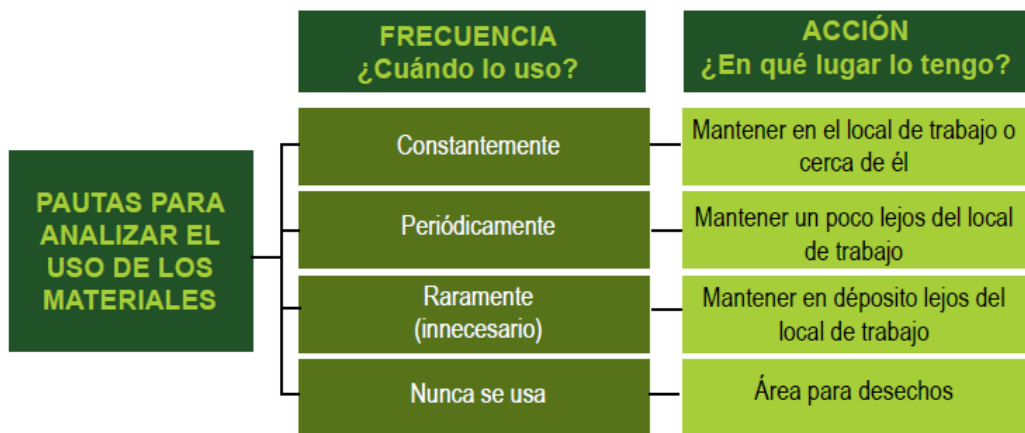 FRECUENCIA
¿Cuándo lo uso?
ACCIÓN
¿En qué lugar lo tengo?
PAUTAS PARA
ANALIZAR EL
USO DE LOS
MATERIALES
Constantemente
Mantener en el local de trabajo o
cerca de él
Periódicamente
Mantener un poco lejos del local
de trabajo
Raramente
(innecesario)
Mantener en déposito lejos del
local de trabajo
Nunca se usa
Área para desechos